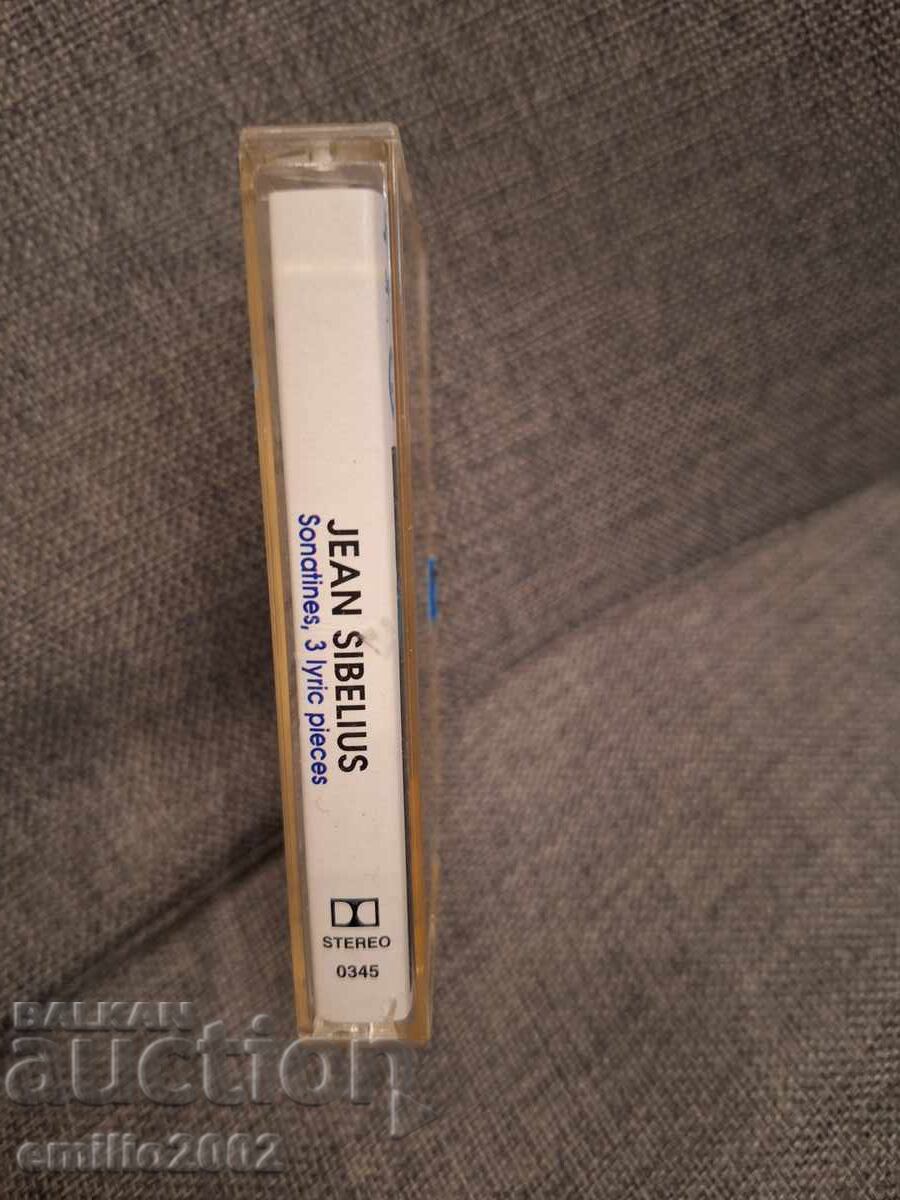 JEAN SIBELIUS
Sonatines, 3 lyric pieces
STEREO
0345
BALKAN
auction
emilio2002